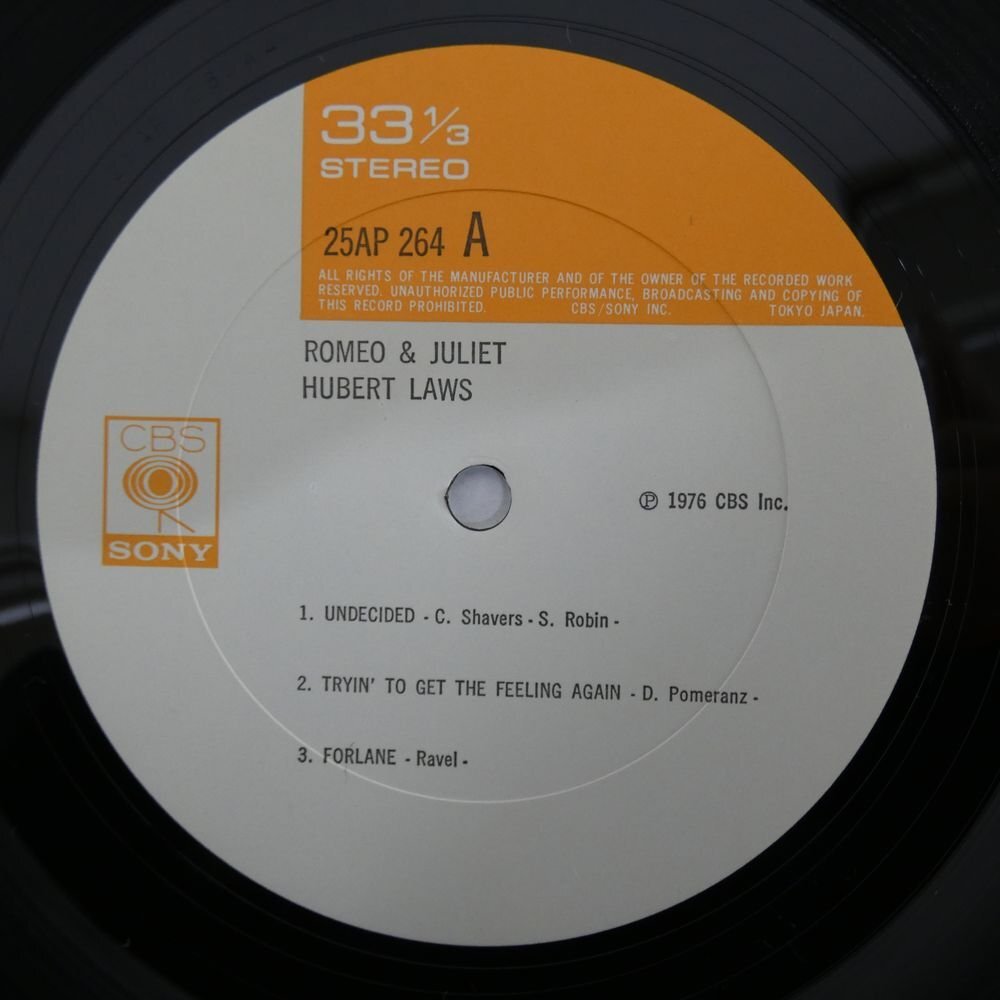 33 1/3
STEREO
25AP 264 A
ALL RIGHTS OF THE MANUFACTURER AND OF THE OWNER OF THE RECORDED WORK
RESERVED. UNAUTHORIZED PUBLIC PERFORMANCE, BROADCASTING AND COPYING OF
THIS RECORD PROHIBITED. CBS/SONY INC. TOKYO JAPAN.
ROMEO & JULIET
HUBERT LAWS
CBS
SONY
℗ 1976 CBS Inc.
1. UNDECIDED - C. Shavers - S. Robin -
2. TRYIN' TO GET THE FEELING AGAIN - D. Pomeranz -
3. FORLANE - Ravel -